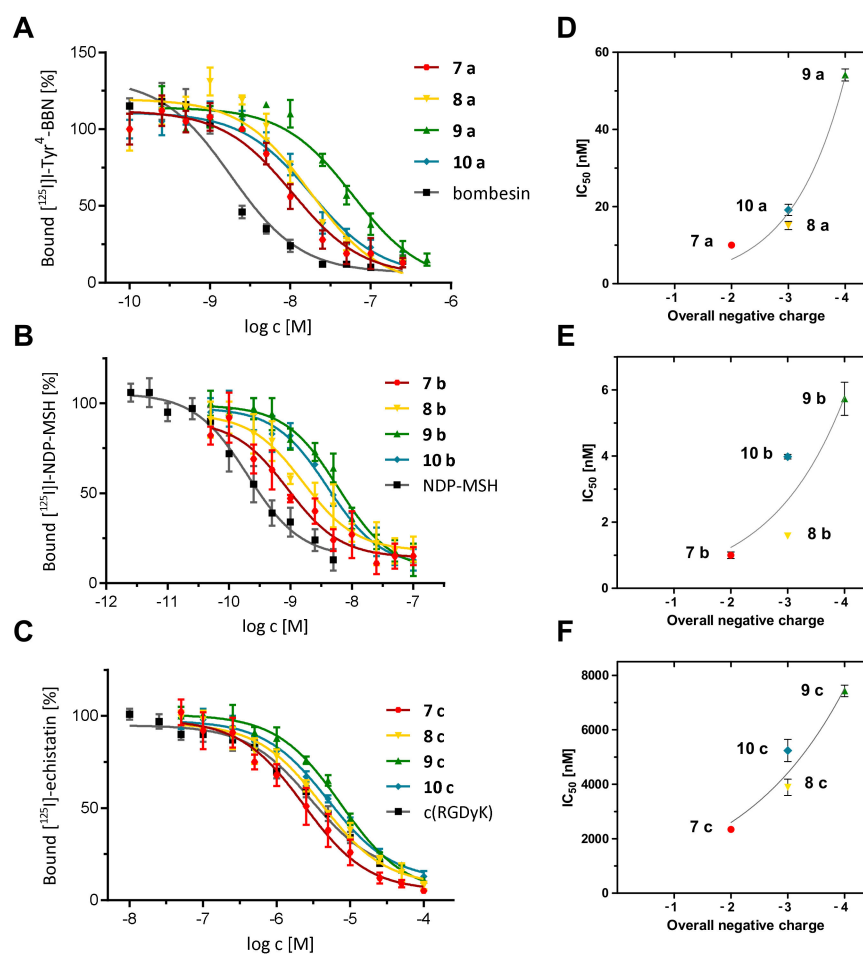 A
Bound [¹²⁵I]I-Tyr⁴-BBN [%]
150
100
50
0
-10
-9
-8
-7
-6
log c [M]
7 a
8 a
9 a
10 a
bombesin
D
IC₅₀ [nM]
60
40
20
0
-1
-2
-3
-4
Overall negative charge
7 a
10 a
8 a
9 a
B
Bound [¹²⁵I]I-NDP-MSH [%]
100
50
0
-12
-11
-10
-9
-8
-7
log c [M]
7 b
8 b
9 b
10 b
NDP-MSH
E
IC₅₀ [nM]
6
4
2
0
-1
-2
-3
-4
Overall negative charge
7 b
10 b
8 b
9 b
C
Bound [¹²⁵I]-echistatin [%]
100
50
0
-8
-7
-6
-5
-4
log c [M]
7 c
8 c
9 c
10 c
c(RGDyK)
F
IC₅₀ [nM]
8000
6000
4000
2000
0
-1
-2
-3
-4
Overall negative charge
7 c
10 c
8 c
9 c